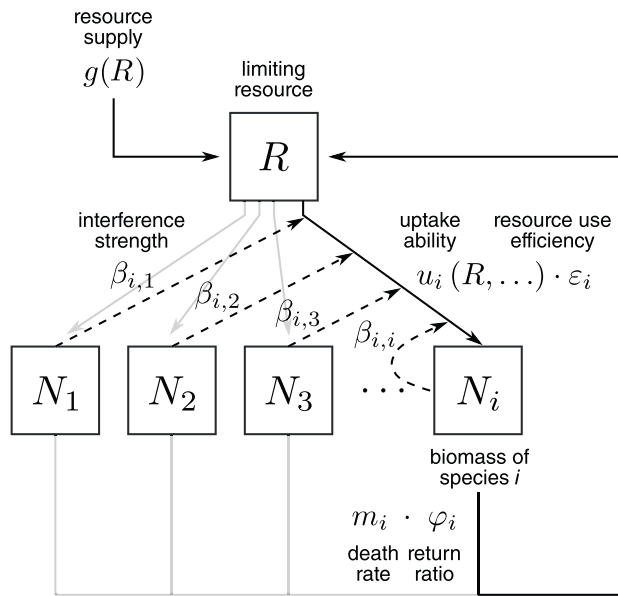 resource
supply
g(R)
limiting
resource
R
interference
strength
uptake
ability
resource use
efficiency
β_{i,1}
β_{i,2}
β_{i,3}
β_{i,i}
u_i (R, …) · ε_i
N_1
N_2
N_3
...
N_i
biomass of
species i
m_i · φ_i
death
rate
return
ratio